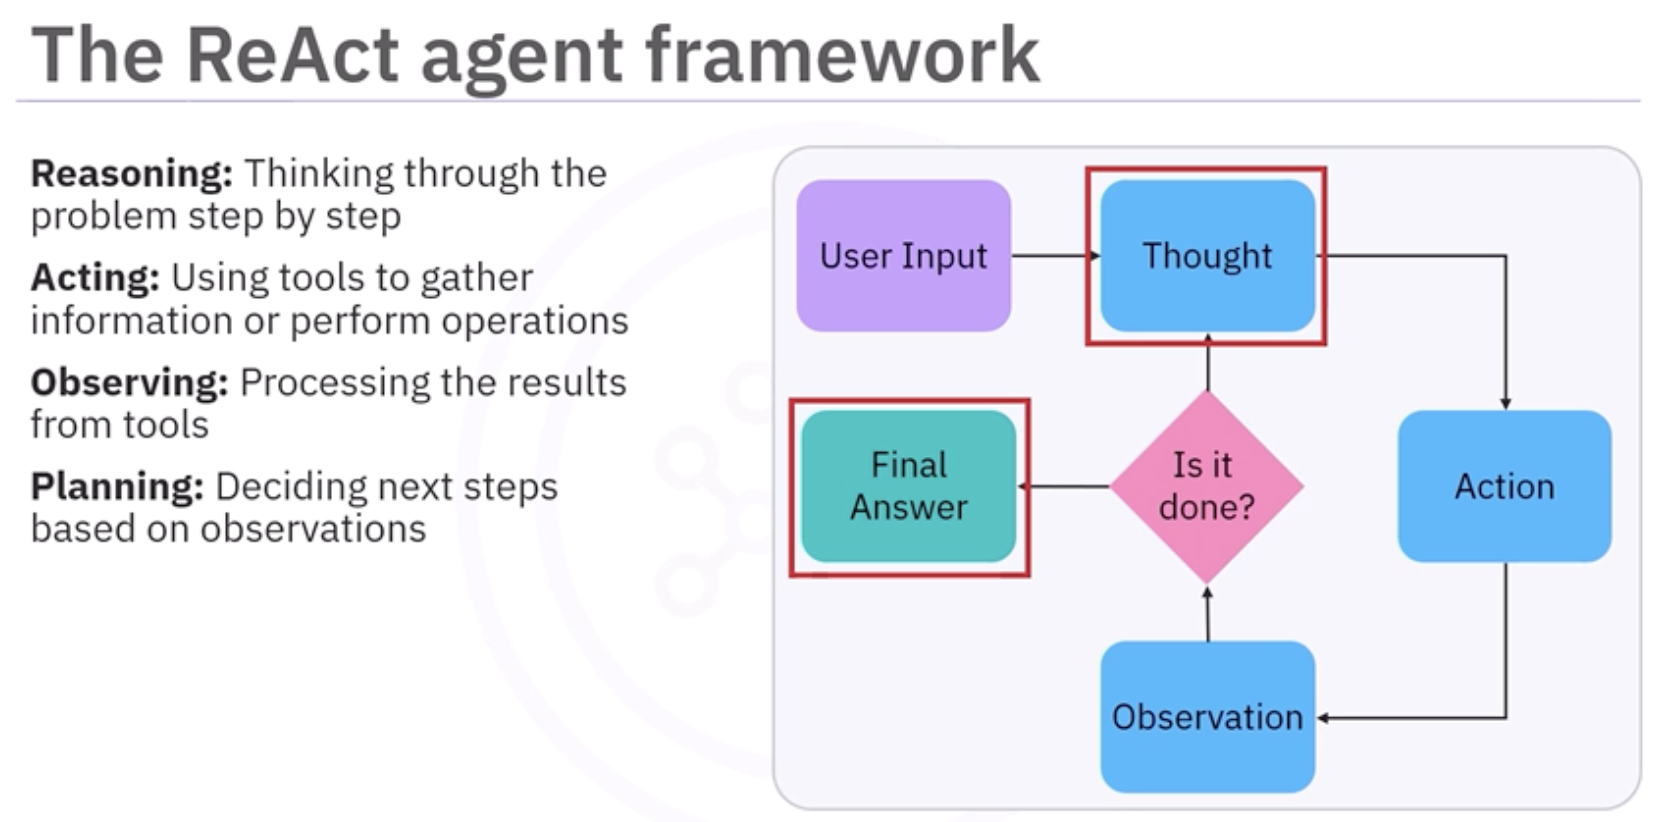 The ReAct agent framework
Reasoning: Thinking through the
problem step by step
Acting: Using tools to gather
information or perform operations
Observing: Processing the results
from tools
Planning: Deciding next steps
based on observations
User Input
Thought
Final
Answer
Is it
done?
Action
Observation